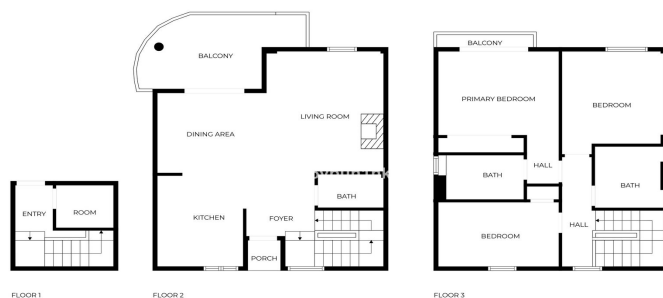 ENTRY
ROOM
FLOOR 1
BALCONY
LIVING ROOM
DINING AREA
BATH
KITCHEN
FOYER
PORCH
FLOOR 2
BALCONY
PRIMARY BEDROOM
BEDROOM
HALL
BATH
BATH
BEDROOM
HALL
FLOOR 3